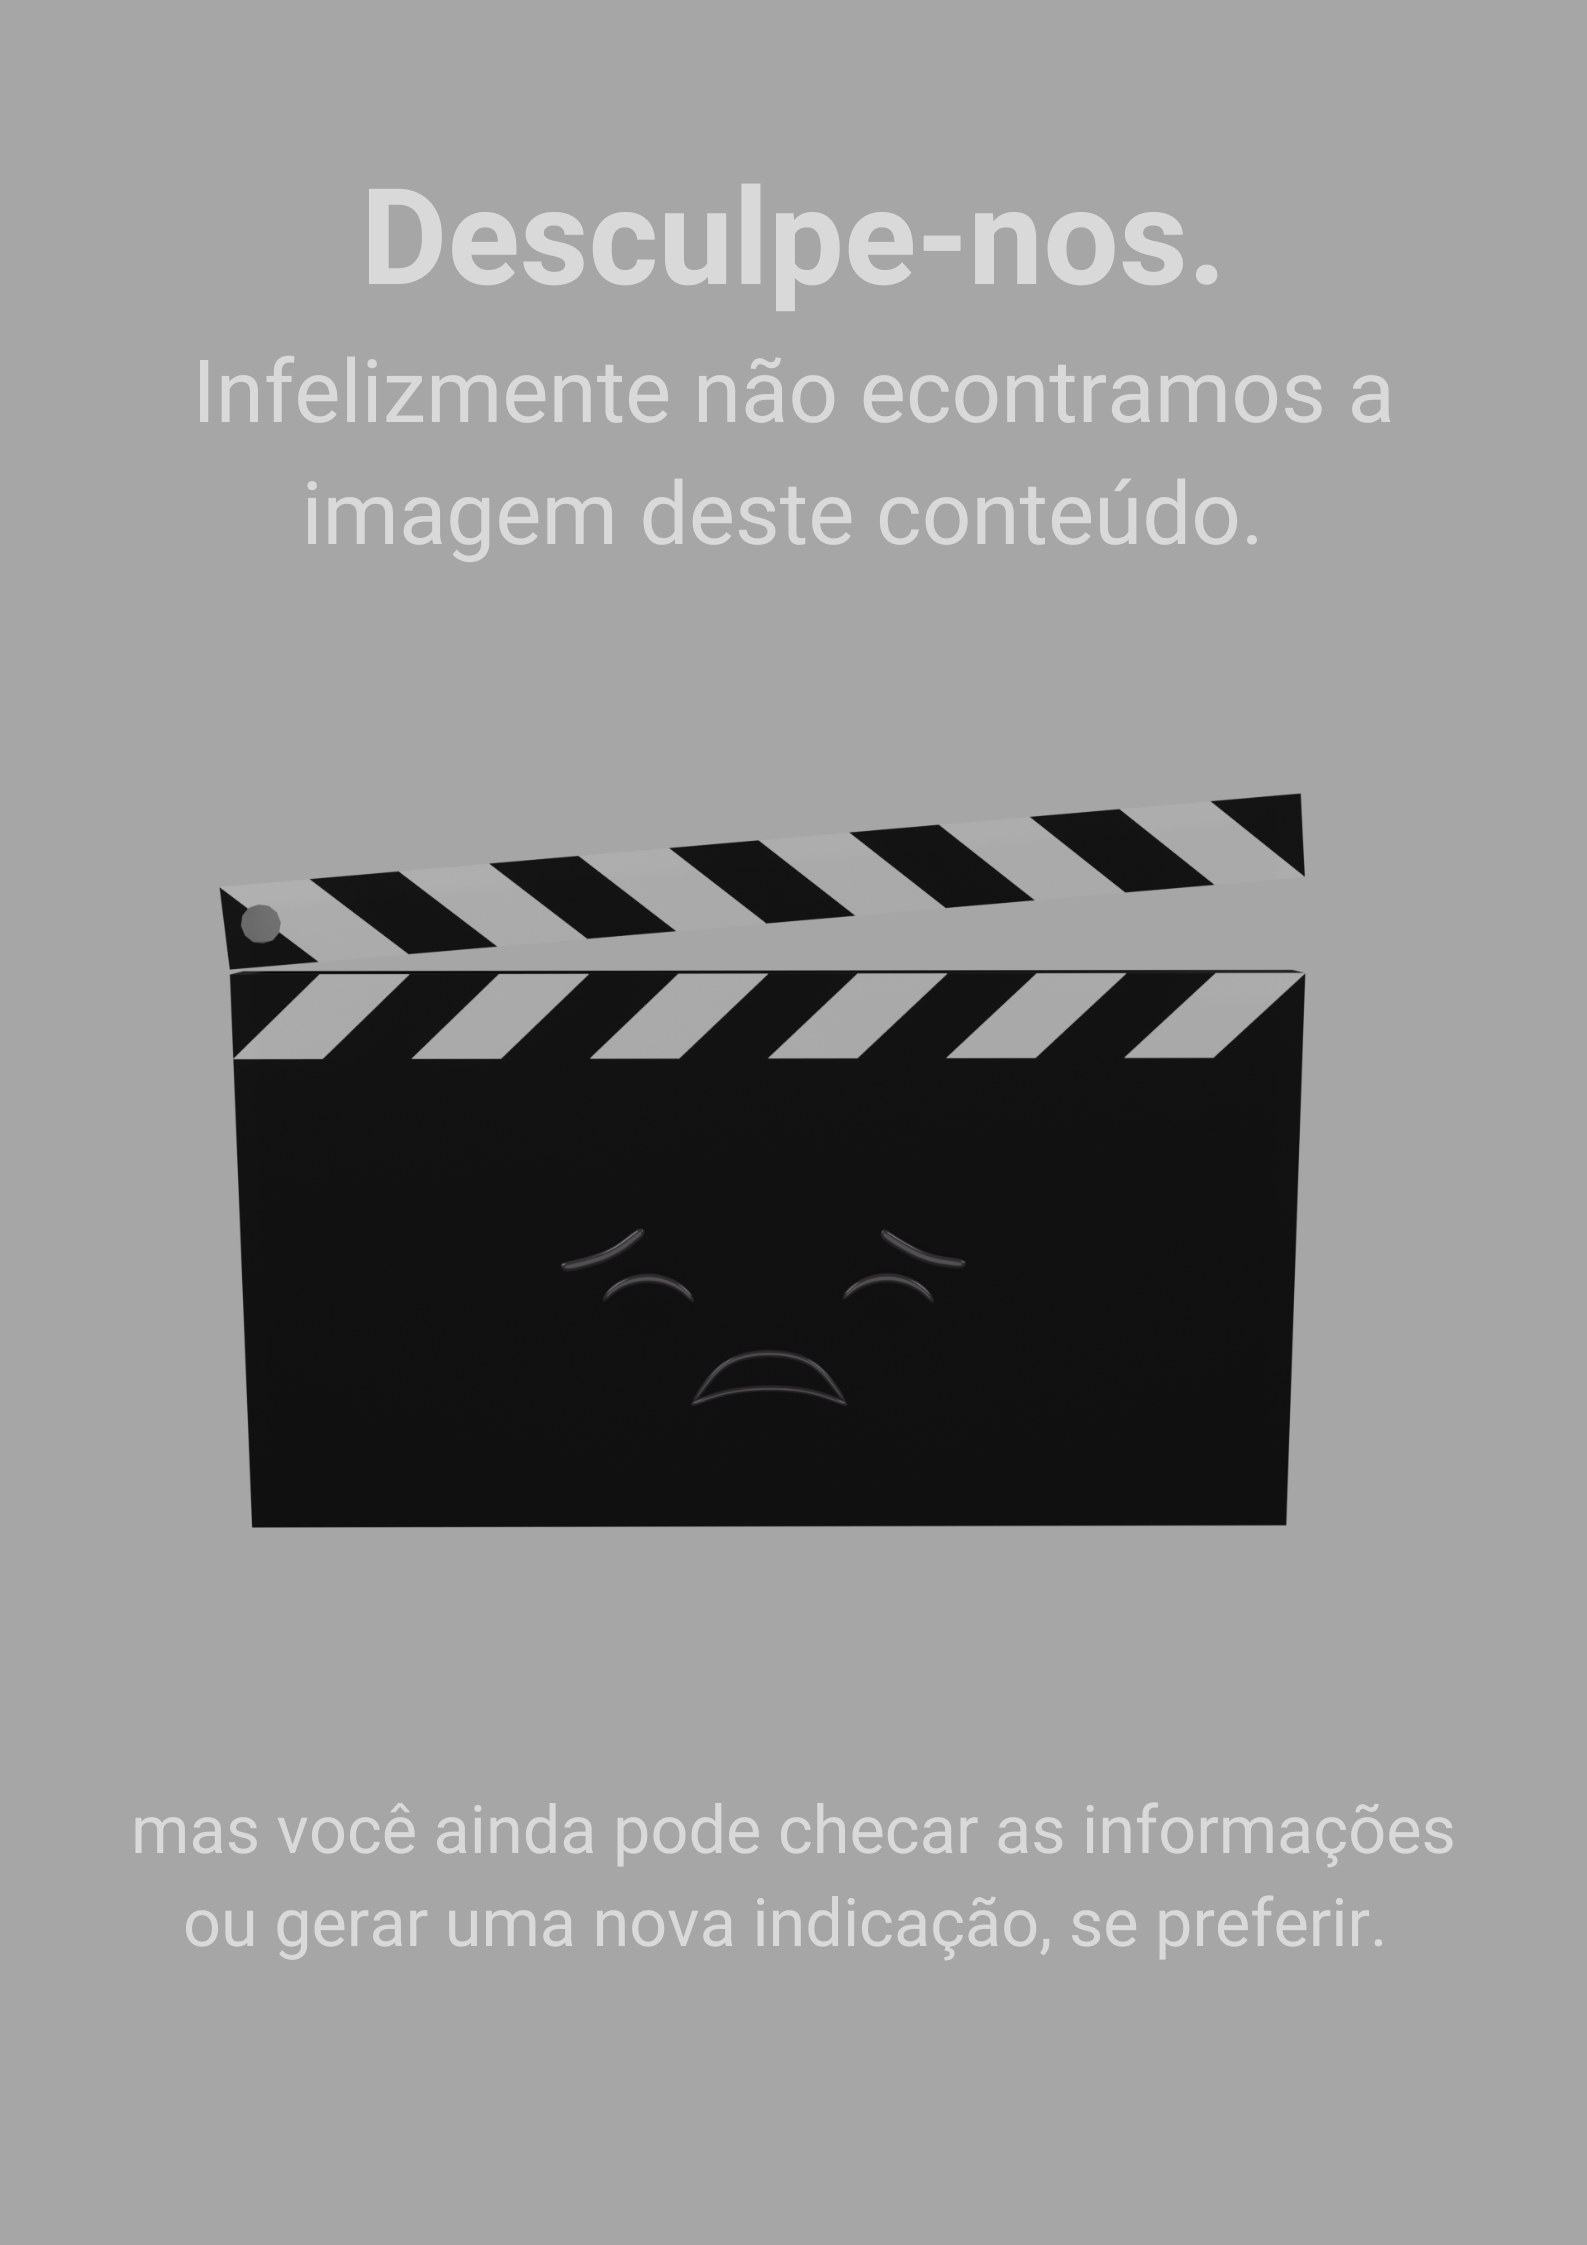 Desculpe-nos.
Infelizmente não econtramos a
imagem deste conteúdo.
mas você ainda pode checar as informações
ou gerar uma nova indicação, se preferir.